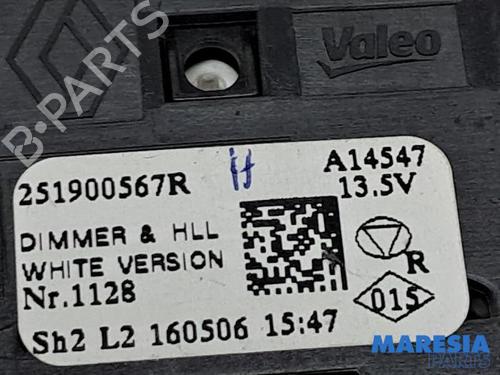 Valeo
B-PARTS
251900567R
if
A14547
13.5V
DIMMER & HLL
WHITE VERSION
Nr.1128
R
015
Sh2 L2 160506 15:47
MARESIA
PARTS